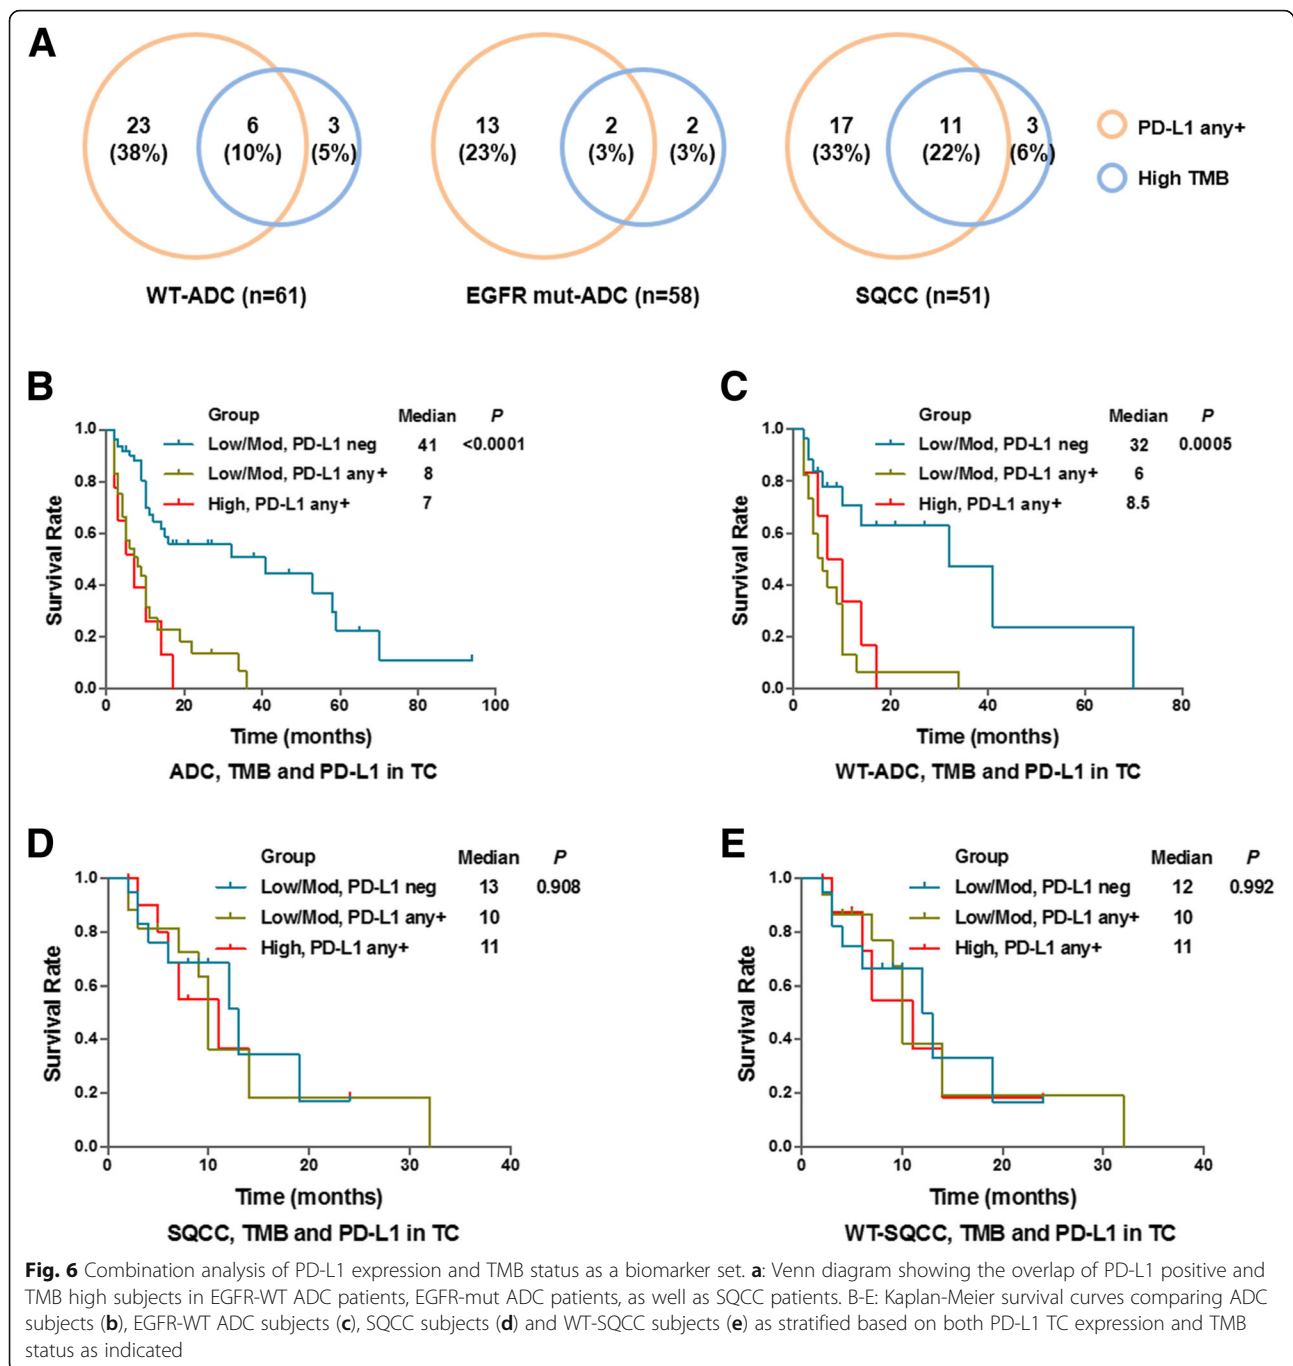 A
23 (38%)
6 (10%)
3 (5%)
WT-ADC (n=61)
13 (23%)
2 (3%)
2 (3%)
EGFR mut-ADC (n=58)
17 (33%)
11 (22%)
3 (6%)
SQCC (n=51)
PD-L1 any+
High TMB
B
Group Median P
Low/Mod, PD-L1 neg 41 <0.0001
Low/Mod, PD-L1 any+ 8
High, PD-L1 any+ 7
Survival Rate
1.0
0.8
0.6
0.4
0.2
0.0
0 20 40 60 80 100
Time (months)
ADC, TMB and PD-L1 in TC
C
Group Median P
Low/Mod, PD-L1 neg 32 0.0005
Low/Mod, PD-L1 any+ 6
High, PD-L1 any+ 8.5
Survival Rate
1.0
0.8
0.6
0.4
0.2
0.0
0 20 40 60 80
Time (months)
WT-ADC, TMB and PD-L1 in TC
D
Group Median P
Low/Mod, PD-L1 neg 13 0.908
Low/Mod, PD-L1 any+ 10
High, PD-L1 any+ 11
Survival Rate
1.0
0.8
0.6
0.4
0.2
0.0
0 10 20 30 40
Time (months)
SQCC, TMB and PD-L1 in TC
E
Group Median P
Low/Mod, PD-L1 neg 12 0.992
Low/Mod, PD-L1 any+ 10
High, PD-L1 any+ 11
Survival Rate
1.0
0.8
0.6
0.4
0.2
0.0
0 10 20 30 40
Time (months)
WT-SQCC, TMB and PD-L1 in TC
Fig. 6 Combination analysis of PD-L1 expression and TMB status as a biomarker set. a: Venn diagram showing the overlap of PD-L1 positive and
TMB high subjects in EGFR-WT ADC patients, EGFR-mut ADC patients, as well as SQCC patients. B-E: Kaplan-Meier survival curves comparing ADC
subjects (b), EGFR-WT ADC subjects (c), SQCC subjects (d) and WT-SQCC subjects (e) as stratified based on both PD-L1 TC expression and TMB
status as indicated